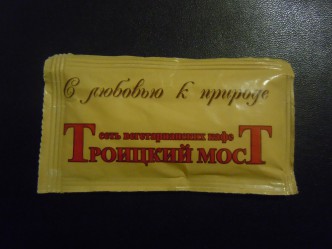 С любовью к природе
сеть вегетарианских кафе
Троицкий мосТ